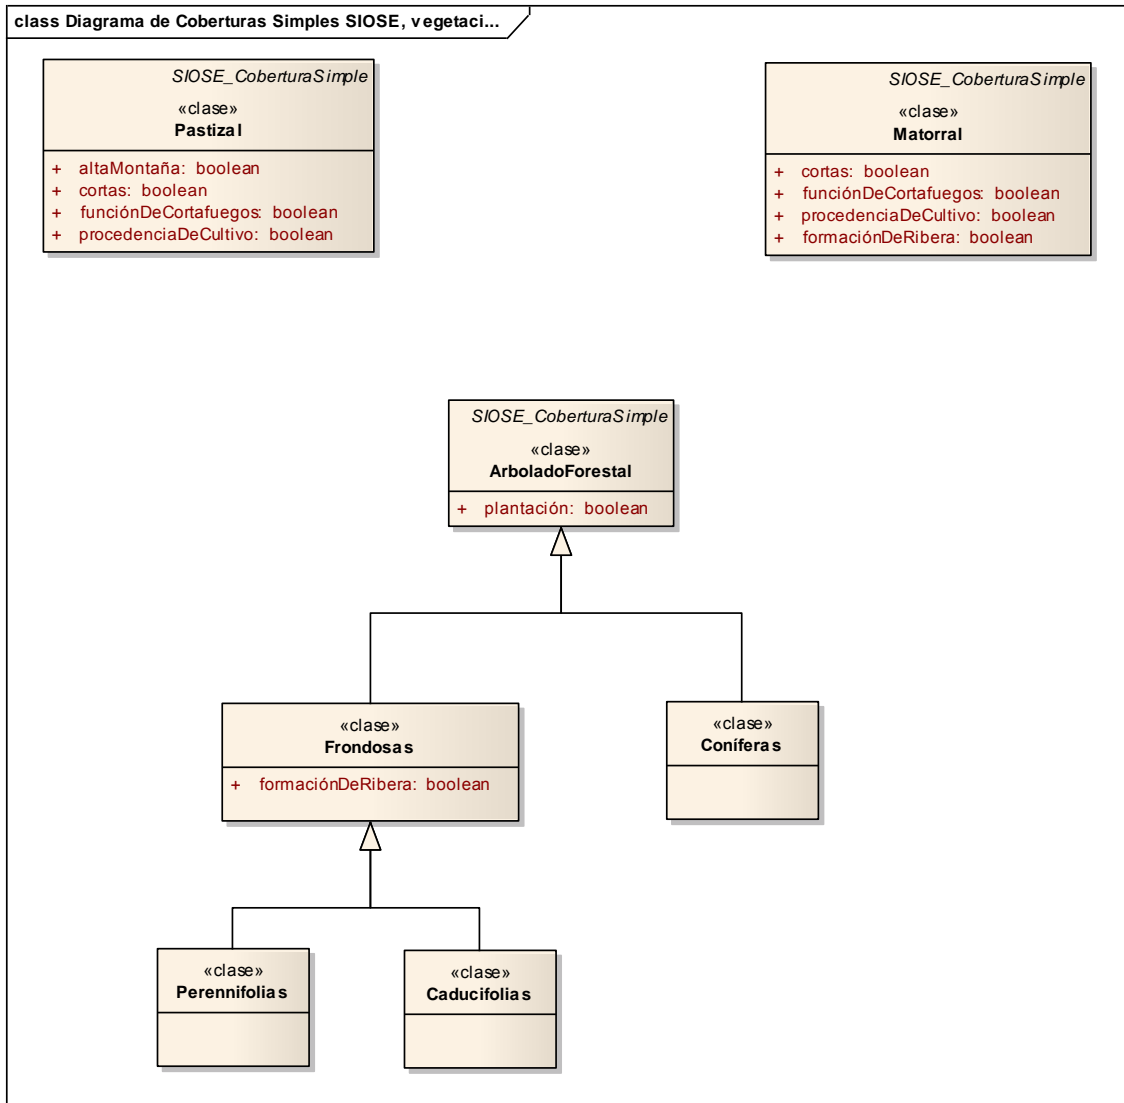 class Diagrama de Coberturas Simples SIOSE, vegetaci...
SIOSE_CoberturaSimple
«clase»
Pastizal
+ altaMontaña: boolean
+ cortas: boolean
+ funciónDeCortafuegos: boolean
+ procedenciaDeCultivo: boolean
SIOSE_CoberturaSimple
«clase»
Matorral
+ cortas: boolean
+ funciónDeCortafuegos: boolean
+ procedenciaDeCultivo: boolean
+ formaciónDeRibera: boolean
SIOSE_CoberturaSimple
«clase»
ArboladoForestal
+ plantación: boolean
«clase»
Frondosas
+ formaciónDeRibera: boolean
«clase»
Coníferas
«clase»
Perennifolias
«clase»
Caducifolias